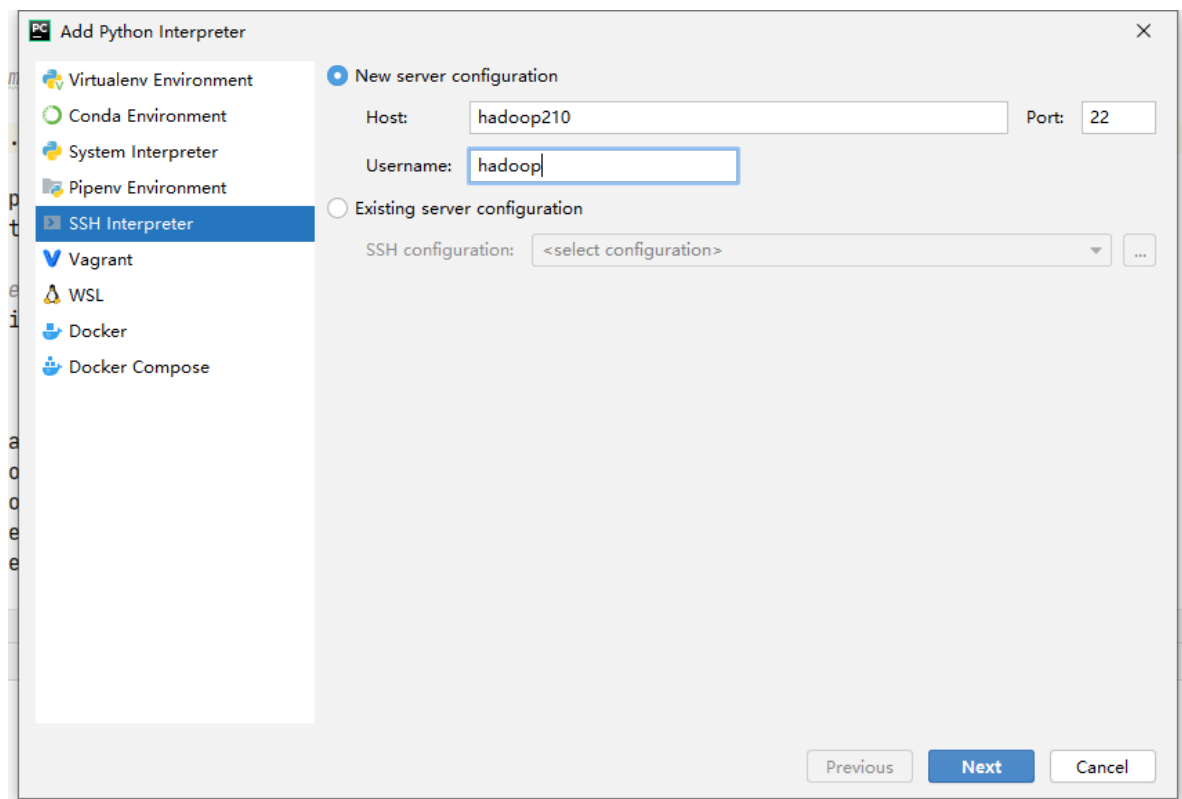 PC Add Python Interpreter
Virtualenv Environment
Conda Environment
System Interpreter
Pipenv Environment
SSH Interpreter
Vagrant
WSL
Docker
Docker Compose
New server configuration
Host: hadoop210 Port: 22
Username: hadoop
Existing server configuration
SSH configuration: <select configuration> ...
Previous Next Cancel
m
.
p
t
e
i
a
o
o
e
e